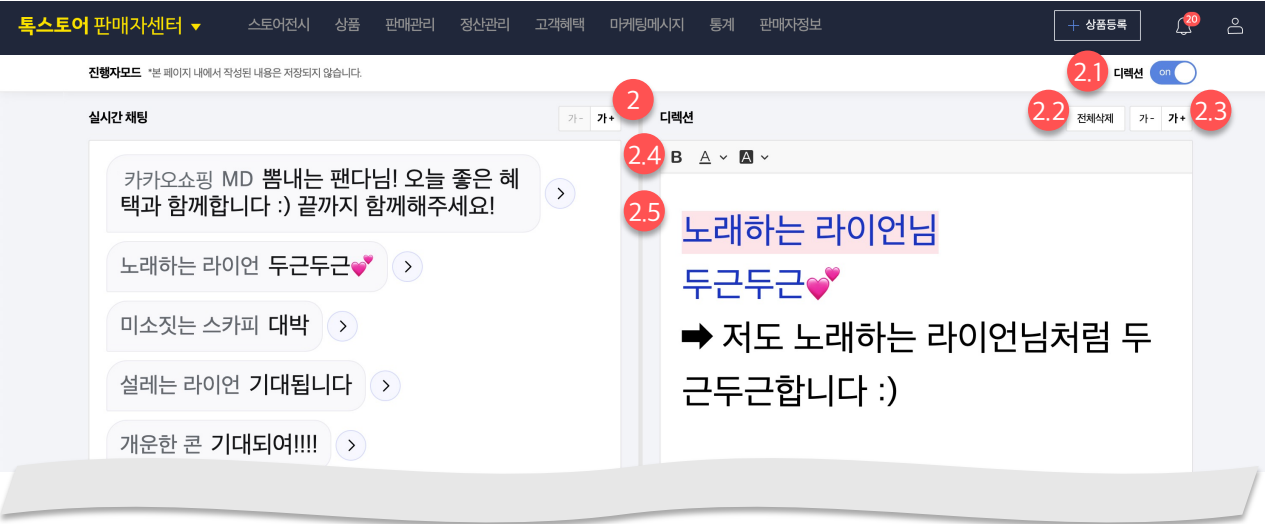 톡스토어 판매자센터 ▼ 스토어전시 상품 판매관리 정산관리 고객혜택 마케팅메시지 통계 판매자정보 + 상품등록 20
진행자모드 *본 페이지 내에서 작성된 내용은 저장되지 않습니다. 2.1 디렉션 on
실시간 채팅 가- 가+ 2 디렉션 2.2 전체삭제 가- 가+ 2.3
카카오쇼핑 MD 뽐내는 팬다님! 오늘 좋은 혜
택과 함께합니다 :) 끝까지 함께해주세요!
노래하는 라이언 두근두근💕
미소짓는 스카피 대박
설레는 라이언 기대됩니다
개운한 콘 기대되여!!!!
2.4 B A A
2.5
노래하는 라이언님
두근두근💕
➡ 저도 노래하는 라이언님처럼 두
근두근합니다 :)